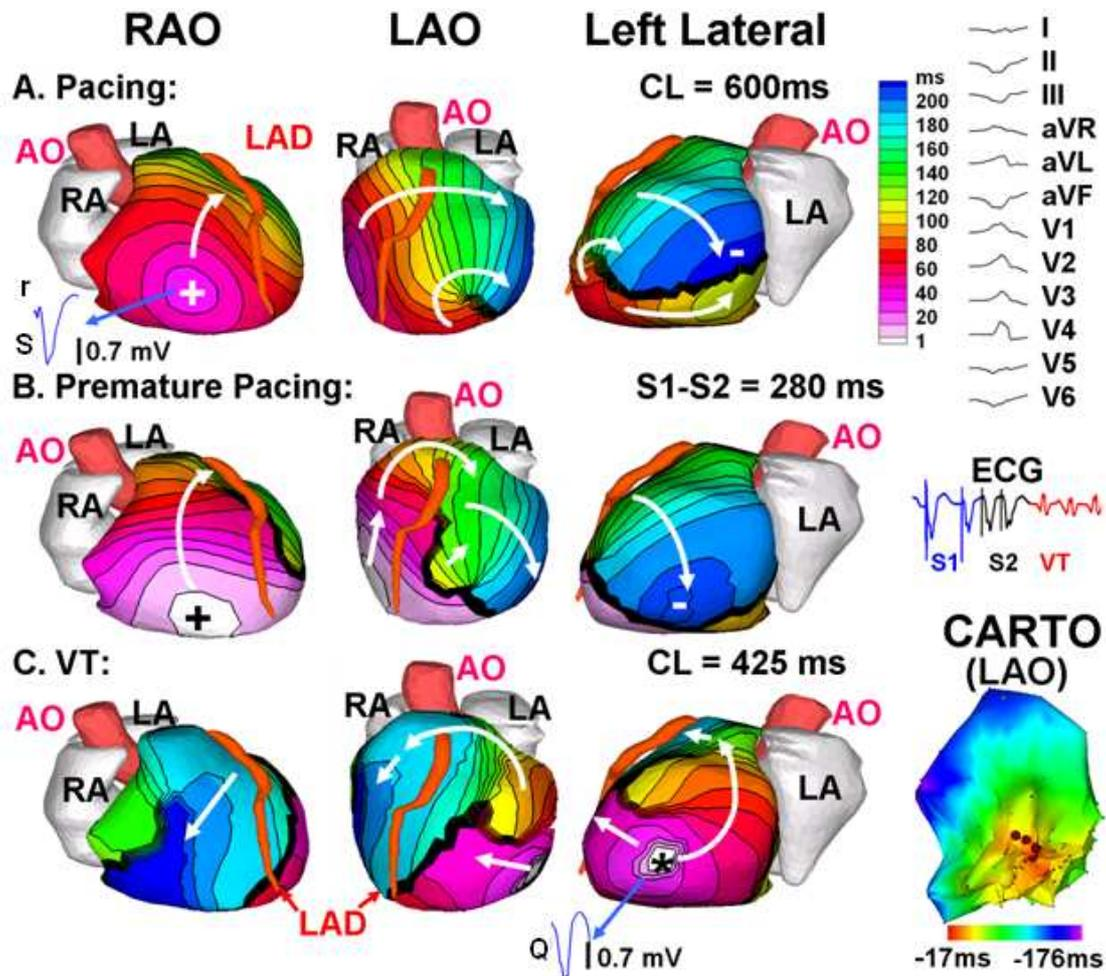 RAO LAO Left Lateral
A. Pacing: CL = 600ms
AO LA LAD
RA
r
S
0.7 mV
AO
RA LA
AO
LA
ms
200
180
160
140
120
100
80
60
40
20
1
I
II
III
aVR
aVL
aVF
V1
V2
V3
V4
V5
V6
B. Premature Pacing: S1-S2 = 280 ms
AO LA
RA
+
AO
RA LA
AO
LA
-
ECG
S1 S2 VT
C. VT: CL = 425 ms
AO LA
RA
AO
RA LA
LAD
AO
LA
*
Q
0.7 mV
CARTO
(LAO)
-17ms -176ms